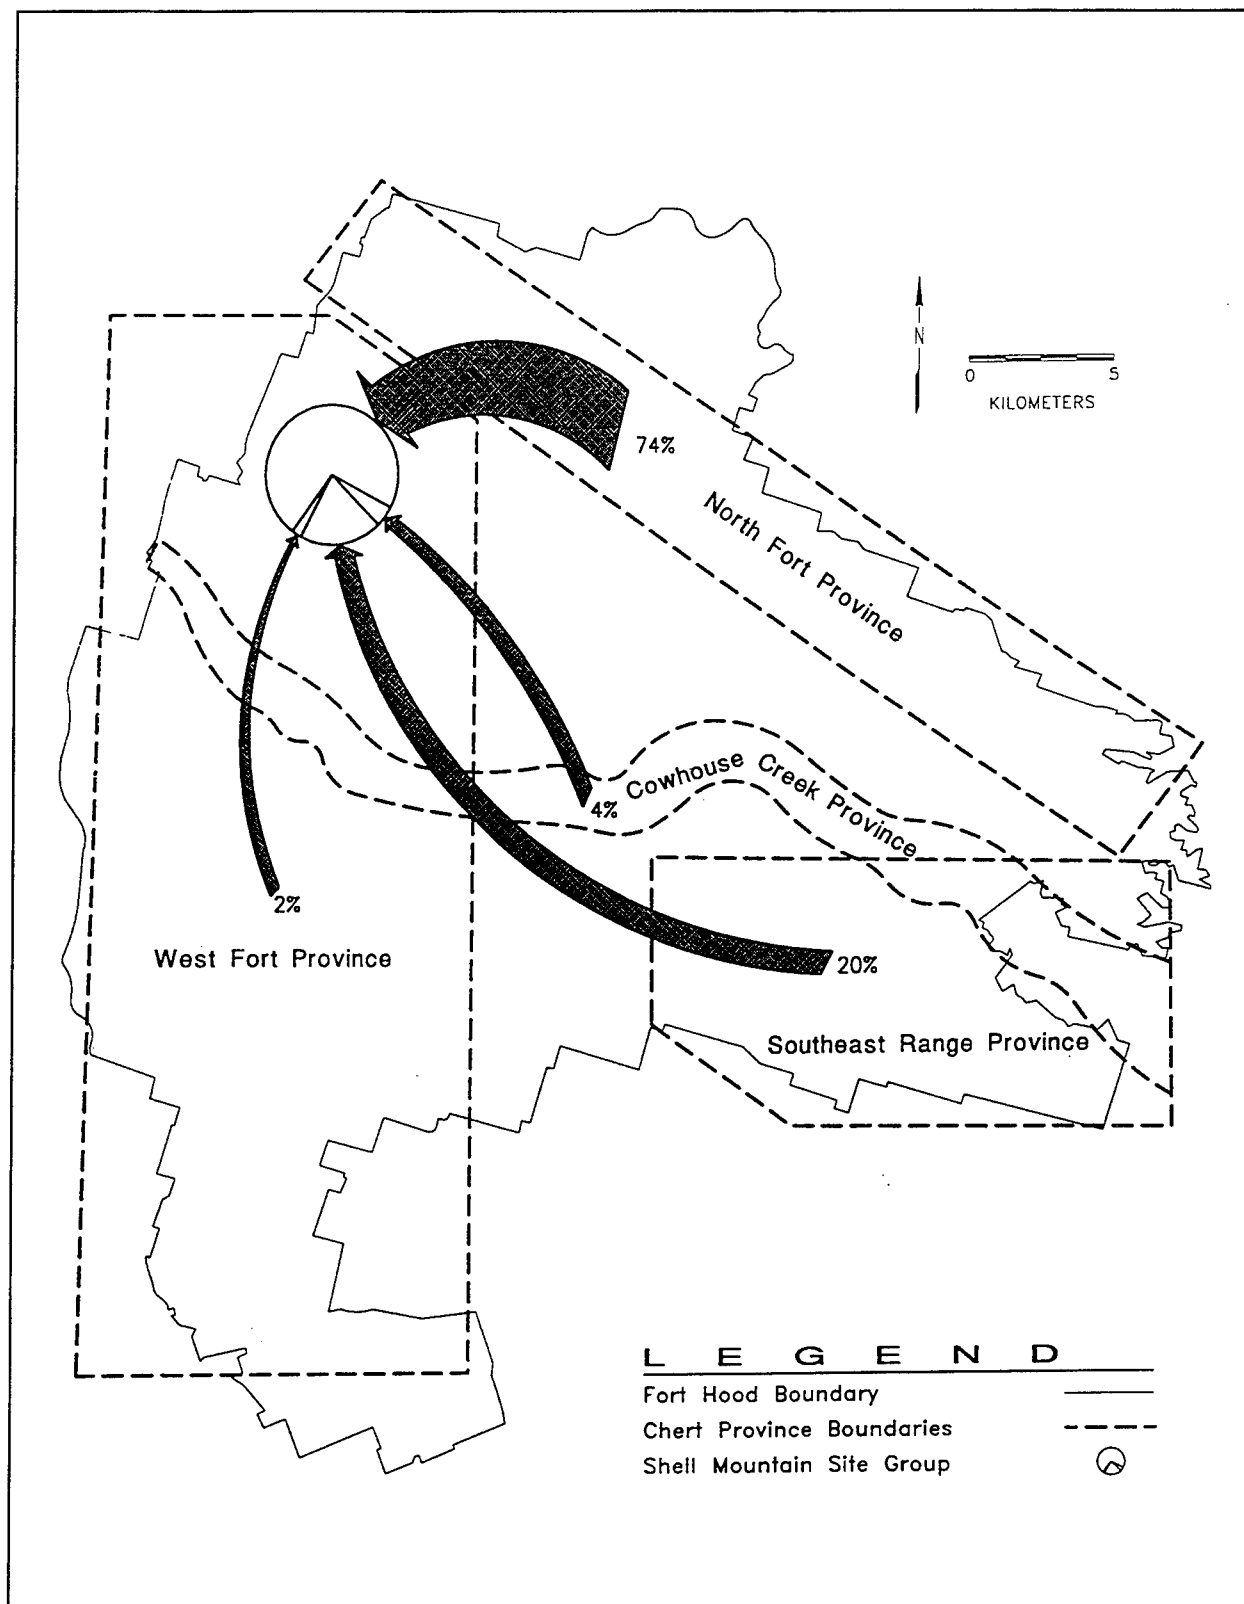 N
0 5
KILOMETERS
74%
North Fort Province
Cowhouse Creek Province
4%
2%
West Fort Province
20%
Southeast Range Province
LEGEND
Fort Hood Boundary
Chert Province Boundaries
Shell Mountain Site Group